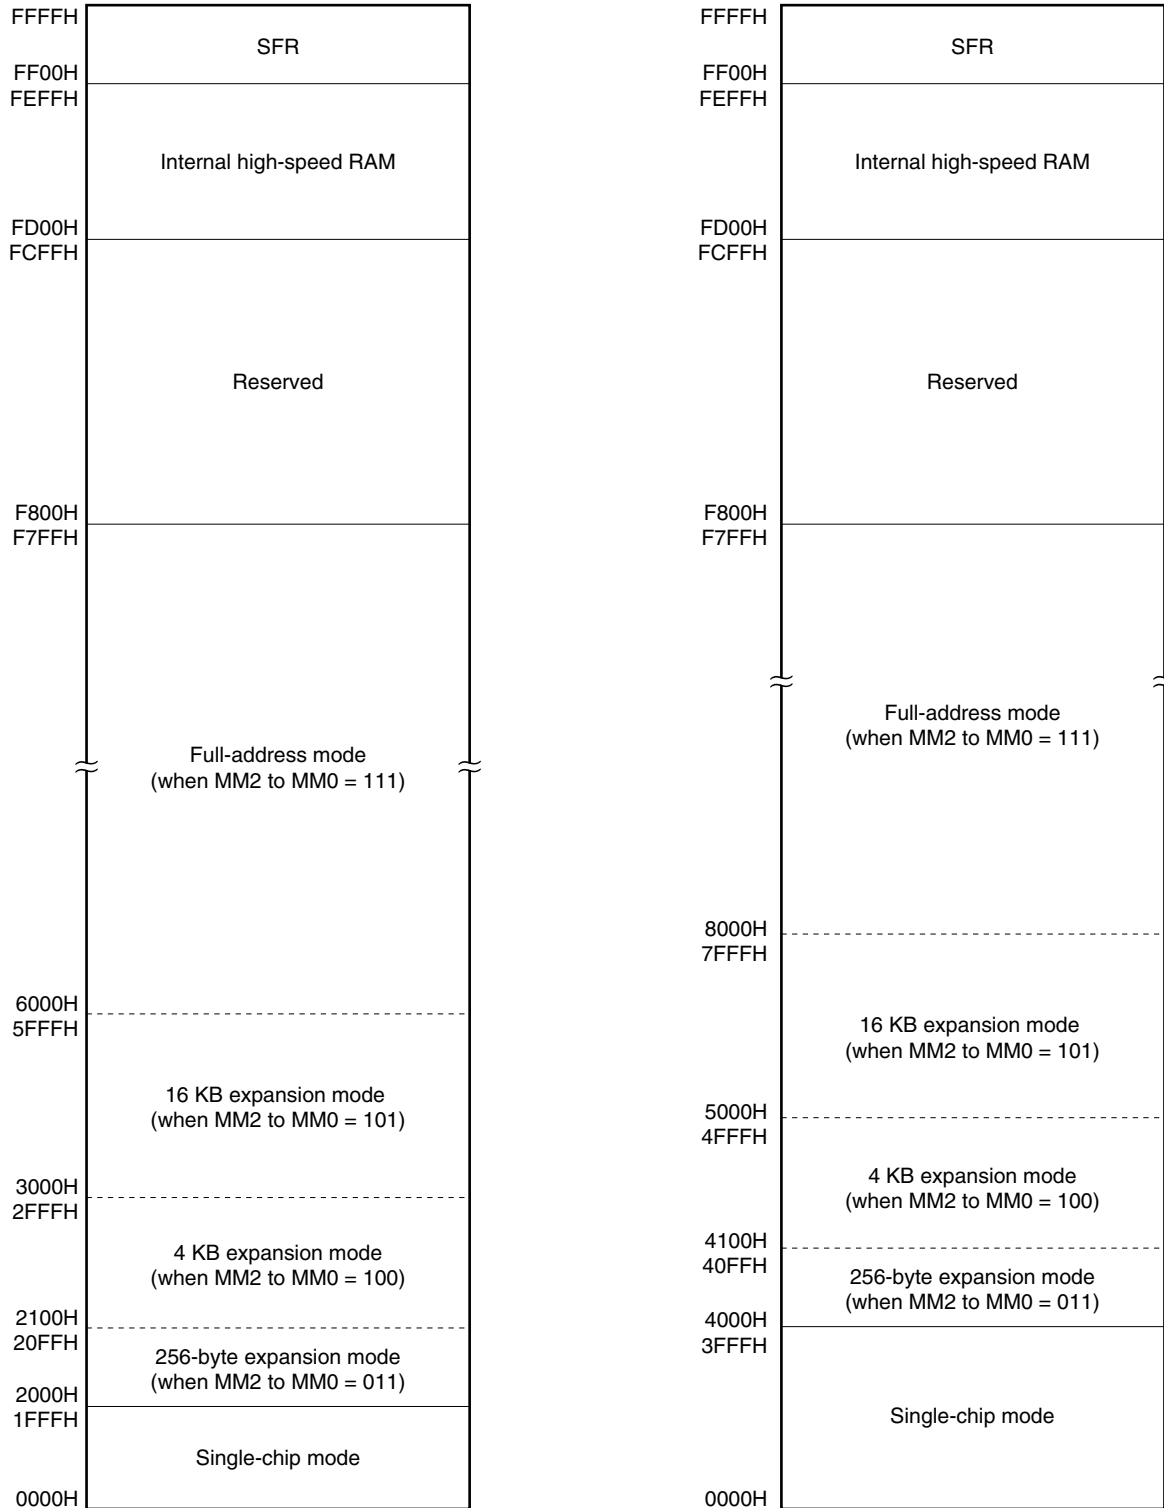 FFFFH
SFR
FF00H
FEFFH
Internal high-speed RAM
FD00H
FCFFH
Reserved
F800H
F7FFH
Full-address mode
(when MM2 to MM0 = 111)
6000H
5FFFH
16 KB expansion mode
(when MM2 to MM0 = 101)
3000H
2FFFH
4 KB expansion mode
(when MM2 to MM0 = 100)
2100H
20FFH
256-byte expansion mode
(when MM2 to MM0 = 011)
2000H
1FFFH
Single-chip mode
0000H
FFFFH
SFR
FF00H
FEFFH
Internal high-speed RAM
FD00H
FCFFH
Reserved
F800H
F7FFH
Full-address mode
(when MM2 to MM0 = 111)
8000H
7FFFH
16 KB expansion mode
(when MM2 to MM0 = 101)
5000H
4FFFH
4 KB expansion mode
(when MM2 to MM0 = 100)
4100H
40FFH
256-byte expansion mode
(when MM2 to MM0 = 011)
4000H
3FFFH
Single-chip mode
0000H